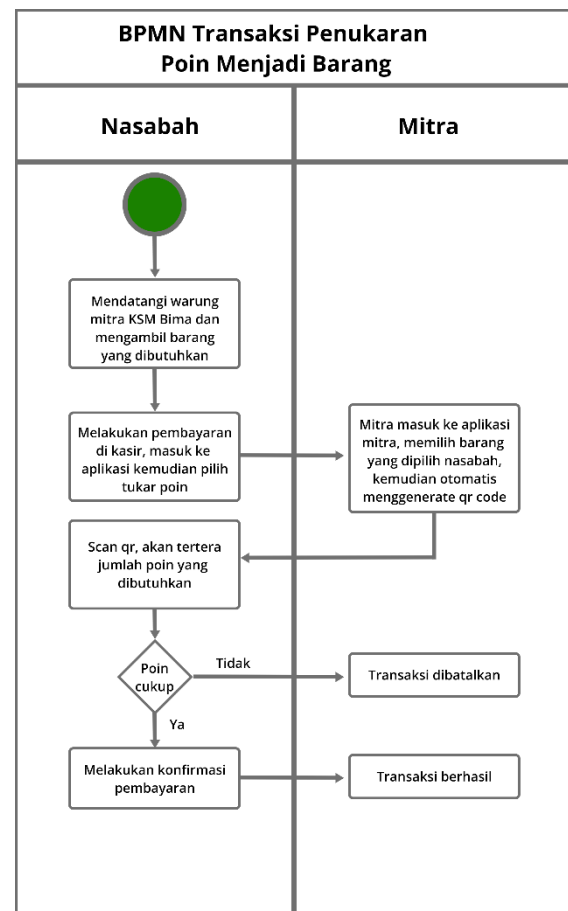 BPMN Transaksi Penukaran
Poin Menjadi Barang
Nasabah
Mitra
Mendatangi warung
mitra KSM Bima dan
mengambil barang
yang dibutuhkan
Melakukan pembayaran
di kasir, masuk ke
aplikasi kemudian pilih
tukar poin
Mitra masuk ke aplikasi
mitra, memilih barang
yang dipilih nasabah,
kemudian otomatis
menggenerate qr code
Scan qr, akan tertera
jumlah poin yang
dibutuhkan
Poin
cukup
Tidak
Transaksi dibatalkan
Ya
Melakukan konfirmasi
pembayaran
Transaksi berhasil